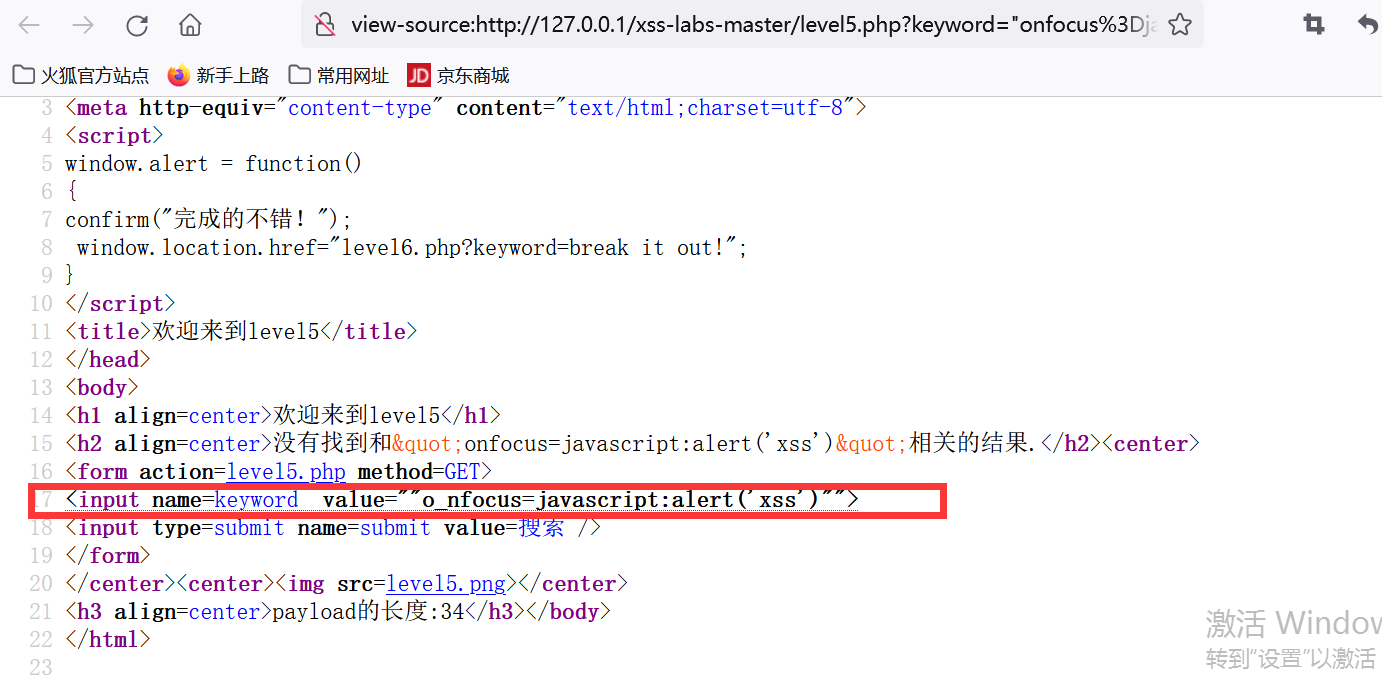 view-source:http://127.0.0.1/xss-labs-master/level5.php?keyword="onfocus%3Dja
火狐官方站点 新手上路 常用网址 JD 京东商城
3 <meta http-equiv="content-type" content="text/html;charset=utf-8">
4 <script>
5 window.alert = function()
6 {
7 confirm("完成的不错！");
8  window.location.href="level6.php?keyword=break it out!";
9 }
10 </script>
11 <title>欢迎来到level5</title>
12 </head>
13 <body>
14 <h1 align=center>欢迎来到level5</h1>
15 <h2 align=center>没有找到和&quot;onfocus=javascript:alert('xss')&quot;相关的结果.</h2><center>
16 <form action=level5.php method=GET>
17 <input name=keyword  value=""o_nfocus=javascript:alert('xss')"">
18 <input type=submit name=submit value=搜索 />
19 </form>
20 </center><center><img src=level5.png></center>
21 <h3 align=center>payload的长度:34</h3></body>
22 </html>
23
激活 Window
转到"设置"以激活